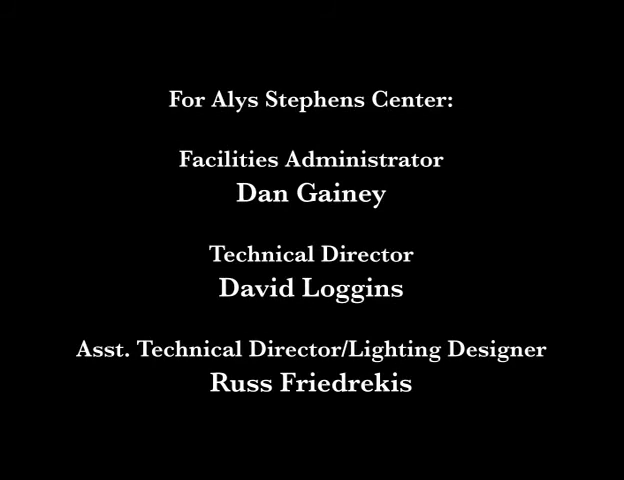 For Alys Stephens Center:
Facilities Administrator
Dan Gainey
Technical Director
David Loggins
Asst. Technical Director/Lighting Designer
Russ Friedrekis